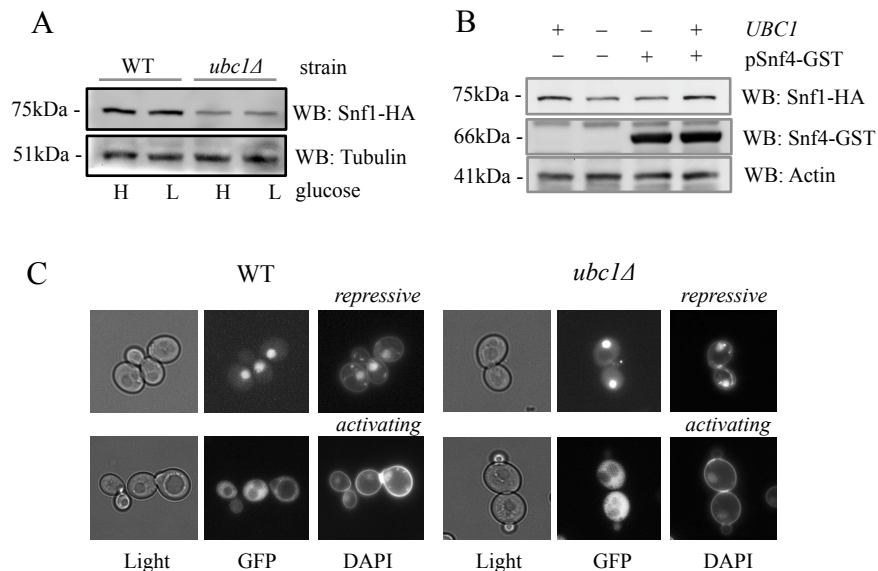 A
WT ubc1Δ strain
75kDa - WB: Snf1-HA
51kDa - WB: Tubulin
H L H L glucose
B
+ – – + UBC1
– – + + pSnf4-GST
75kDa - WB: Snf1-HA
66kDa - WB: Snf4-GST
41kDa - WB: Actin
C
WT ubc1Δ
repressive repressive
activating activating
Light GFP DAPI Light GFP DAPI